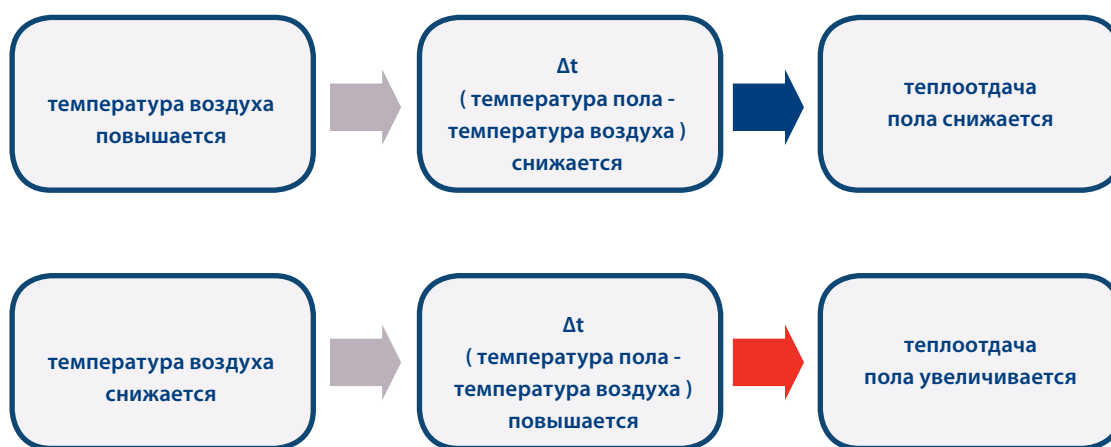 температура воздуха
повышается
Δt
( температура пола -
температура воздуха )
снижается
теплоотдача
пола снижается
температура воздуха
снижается
Δt
( температура пола -
температура воздуха )
повышается
теплоотдача
пола увеличивается